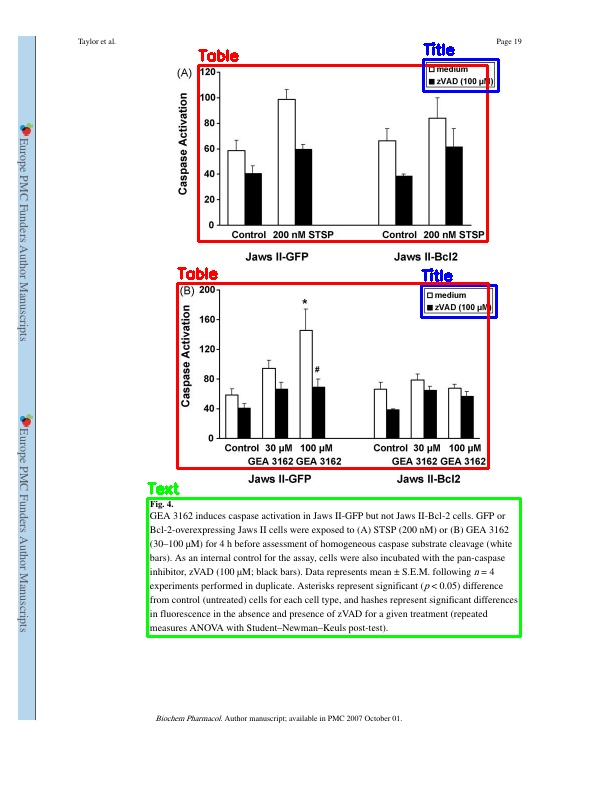 Taylor et al.
Page 19
Table
Title
(A)
medium
zVAD (100 µM)
Caspase Activation
120
100
80
60
40
20
0
Control 200 nM STSP Control 200 nM STSP
Jaws II-GFP Jaws II-Bcl2
Table
Title
(B)
medium
zVAD (100 µM)
Caspase Activation
200
160
120
80
40
0
*
#
Control 30 µM 100 µM Control 30 µM 100 µM
GEA 3162 GEA 3162 GEA 3162 GEA 3162
Jaws II-GFP Jaws II-Bcl2
Text
Fig. 4.
GEA 3162 induces caspase activation in Jaws II-GFP but not Jaws II-Bcl-2 cells. GFP or
Bcl-2-overexpressing Jaws II cells were exposed to (A) STSP (200 nM) or (B) GEA 3162
(30–100 µM) for 4 h before assessment of homogeneous caspase substrate cleavage (white
bars). As an internal control for the assay, cells were also incubated with the pan-caspase
inhibitor, zVAD (100 µM; black bars). Data represents mean ± S.E.M. following n = 4
experiments performed in duplicate. Asterisks represent significant (p < 0.05) difference
from control (untreated) cells for each cell type, and hashes represent significant differences
in fluorescence in the absence and presence of zVAD for a given treatment (repeated
measures ANOVA with Student–Newman–Keuls post-test).
Biochem Pharmacol. Author manuscript; available in PMC 2007 October 01.
Europe PMC Funders Author Manuscripts
Europe PMC Funders Author Manuscripts